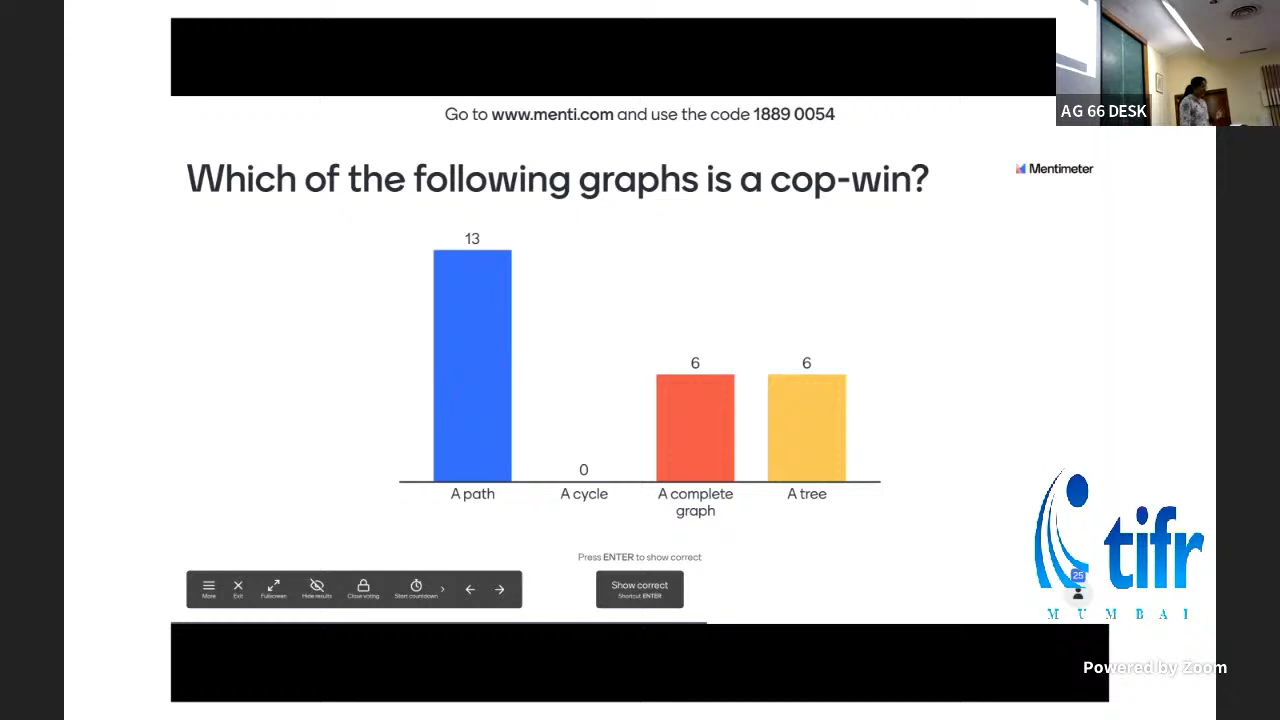 AG 66 DESK
Go to www.menti.com and use the code 1889 0054
Which of the following graphs is a cop-win?
Mentimeter
13
0
6
6
A path
A cycle
A complete
graph
A tree
Press ENTER to show correct
More
Exit
Fullscreen
Hide results
Close voting
Start countdown
Show correct
Shortcut ENTER
tifr
25
M U M B A I
Powered by Zoom